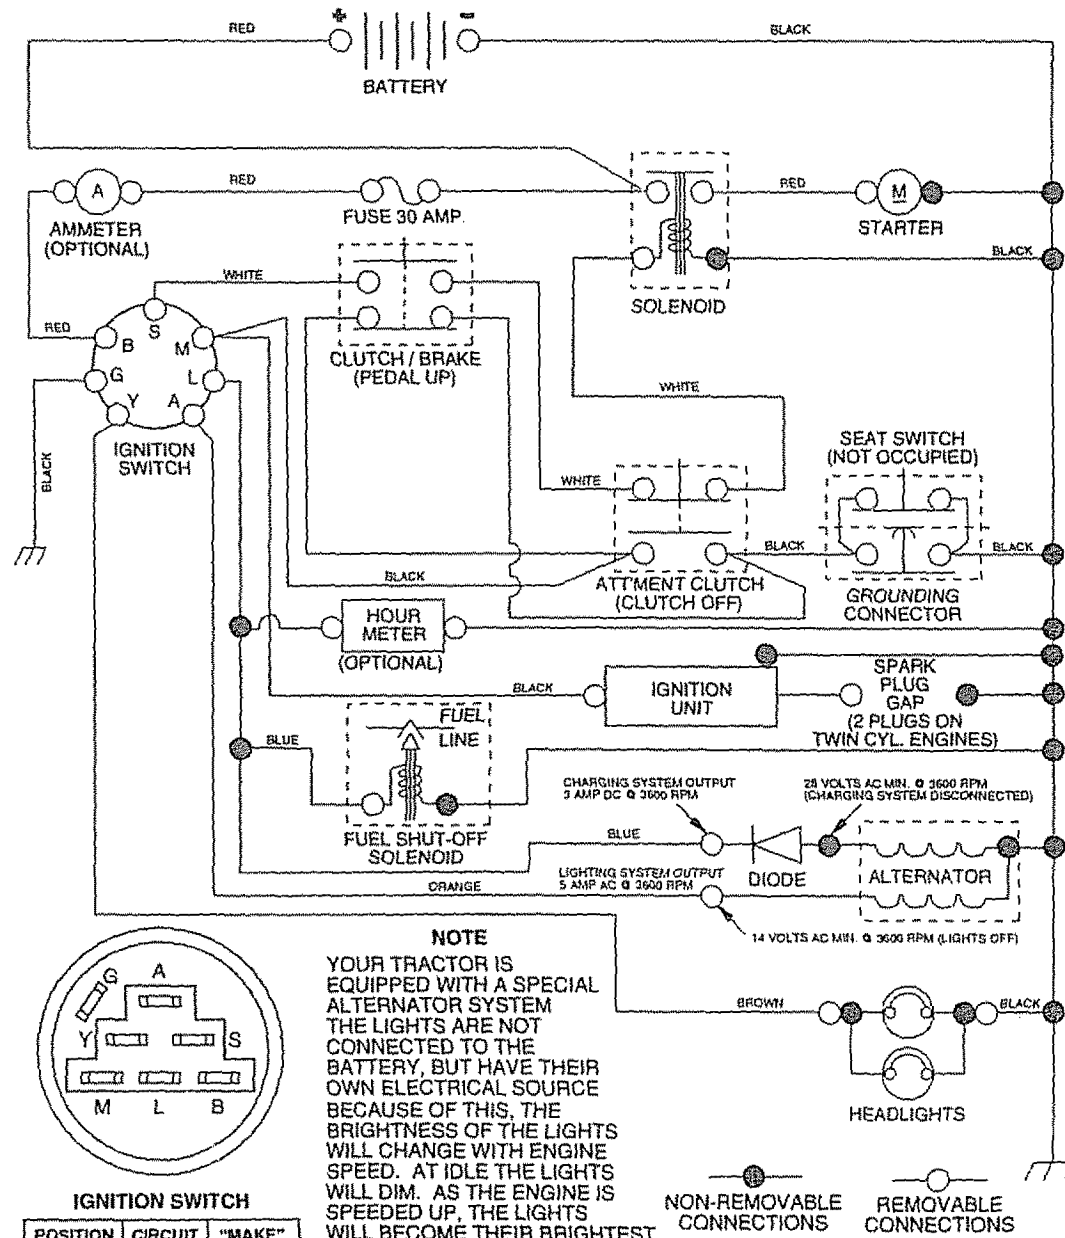 + -
RED
BLACK
BATTERY
A
RED
RED
M
AMMETER
(OPTIONAL)
FUSE 30 AMP.
STARTER
BLACK
WHITE
SOLENOID
S
RED
B
M
CLUTCH / BRAKE
(PEDAL UP)
G
L
Y
A
WHITE
IGNITION
SWITCH
BLACK
SEAT SWITCH
(NOT OCCUPIED)
WHITE
BLACK
BLACK
BLACK
ATT'MENT CLUTCH
(CLUTCH OFF)
GROUNDING
CONNECTOR
HOUR
METER
(OPTIONAL)
BLACK
IGNITION
UNIT
SPARK
PLUG
GAP
(2 PLUGS ON
TWIN CYL. ENGINES)
FUEL
LINE
BLUE
FUEL SHUT-OFF
SOLENOID
CHARGING SYSTEM OUTPUT
3 AMP DC @ 3600 RPM
28 VOLTS AC MIN. @ 3600 RPM
(CHARGING SYSTEM DISCONNECTED)
BLUE
DIODE
ALTERNATOR
LIGHTING SYSTEM OUTPUT
5 AMP AC @ 3600 RPM
ORANGE
14 VOLTS AC MIN. @ 3600 RPM (LIGHTS OFF)
BROWN
BLACK
HEADLIGHTS
G
A
Y
S
M
L
B
IGNITION SWITCH
POSITION CIRCUIT "MAKE"
NOTE
YOUR TRACTOR IS
EQUIPPED WITH A SPECIAL
ALTERNATOR SYSTEM
THE LIGHTS ARE NOT
CONNECTED TO THE
BATTERY, BUT HAVE THEIR
OWN ELECTRICAL SOURCE
BECAUSE OF THIS, THE
BRIGHTNESS OF THE LIGHTS
WILL CHANGE WITH ENGINE
SPEED. AT IDLE THE LIGHTS
WILL DIM. AS THE ENGINE IS
SPEEDED UP, THE LIGHTS
WILL BECOME THEIR BRIGHTEST
NON-REMOVABLE
CONNECTIONS
REMOVABLE
CONNECTIONS